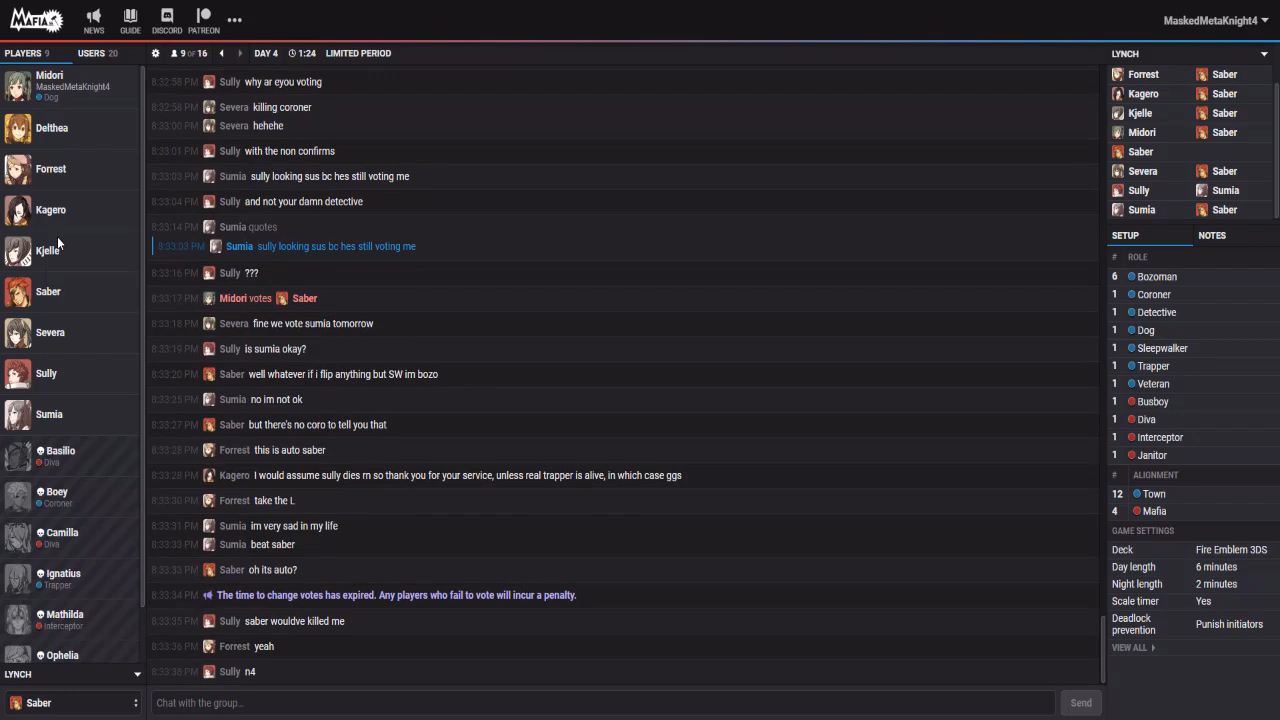 MAFIA
NEWS
GUIDE
DISCORD
PATREON
MaskedMetaKnight4
PLAYERS 9
USERS 20
9 OF 16
DAY 4
1:24
LIMITED PERIOD
Midori
MaskedMetaKnight4
Dog
Delthea
Forrest
Kagero
Kjelle
Saber
Severa
Sully
Sumia
Basilio
Diva
Boey
Coroner
Camilla
Diva
Ignatius
Trapper
Mathilda
Interceptor
Ophelia
LYNCH
Saber
8:32:58 PM Sully why ar eyou voting
8:32:58 PM Severa killing coroner
8:33:00 PM Severa hehehe
8:33:01 PM Sully with the non confirms
8:33:03 PM Sumia sully looking sus bc hes still voting me
8:33:04 PM Sully and not your damn detective
8:33:14 PM Sumia quotes
8:33:03 PM Sumia sully looking sus bc hes still voting me
8:33:16 PM Sully ???
8:33:17 PM Midori votes Saber
8:33:18 PM Severa fine we vote sumia tomorrow
8:33:19 PM Sully is sumia okay?
8:33:20 PM Saber well whatever if i flip anything but SW im bozo
8:33:25 PM Sumia no im not ok
8:33:27 PM Saber but there's no coro to tell you that
8:33:28 PM Forrest this is auto saber
8:33:28 PM Kagero I would assume sully dies rn so thank you for your service, unless real trapper is alive, in which case ggs
8:33:30 PM Forrest take the L
8:33:31 PM Sumia im very sad in my life
8:33:33 PM Sumia beat saber
8:33:33 PM Saber oh its auto?
8:33:34 PM The time to change votes has expired. Any players who fail to vote will incur a penalty.
8:33:35 PM Sully saber wouldve killed me
8:33:36 PM Forrest yeah
8:33:38 PM Sully n4
Chat with the group...
Send
LYNCH
Forrest Saber
Kagero Saber
Kjelle Saber
Midori Saber
Saber
Severa Saber
Sully Sumia
Sumia Saber
SETUP
NOTES
# ROLE
6 Bozoman
1 Coroner
1 Detective
1 Dog
1 Sleepwalker
1 Trapper
1 Veteran
1 Busboy
1 Diva
1 Interceptor
1 Janitor
# ALIGNMENT
12 Town
4 Mafia
GAME SETTINGS
Deck Fire Emblem 3DS
Day length 6 minutes
Night length 2 minutes
Scale timer Yes
Deadlock
prevention Punish initiators
VIEW ALL